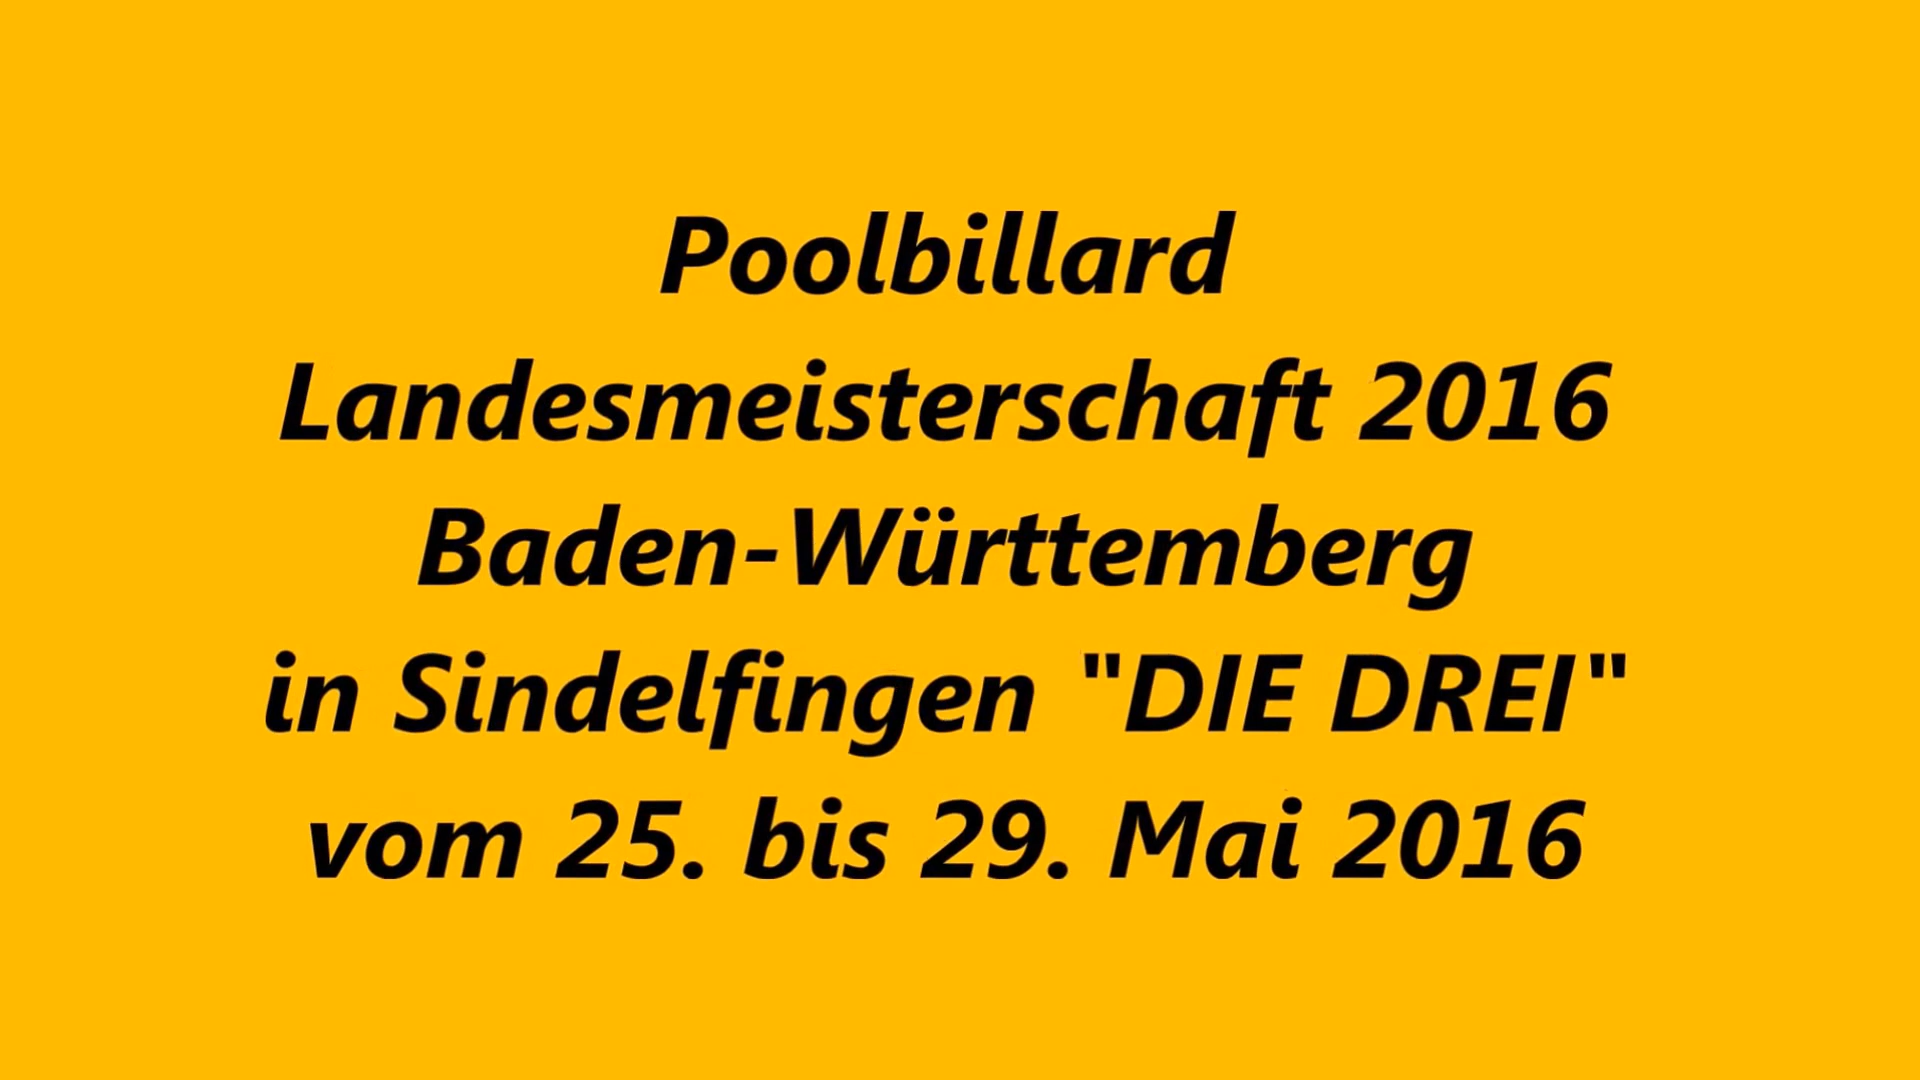 Poolbillard
Landesmeisterschaft 2016
Baden-Württemberg
in Sindelfingen "DIE DREI"
vom 25. bis 29. Mai 2016